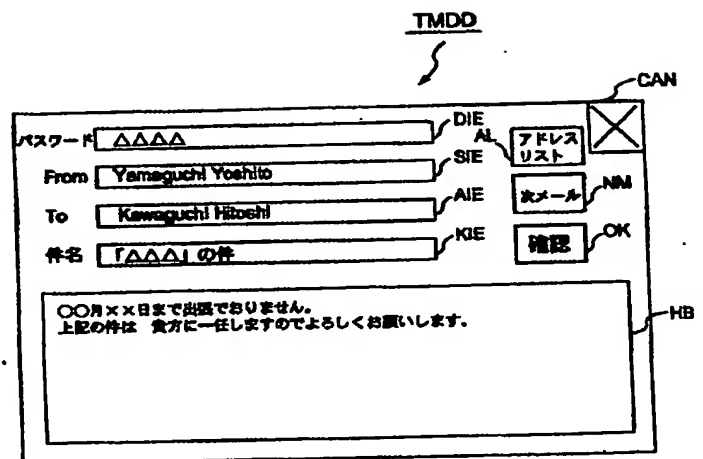 TMDD
CAN
パスワード △△△△ DIE
AL アドレス
リスト
From Yamaguchi Yoshito SIE
To Kawaguchi Hitoshi AIE
次メール NM
件名 「△△△」の件 KIE
確認 OK
〇〇月××日まで出張でおりません。
上記の件は 貴方に一任しますのでよろしくお願いします。
HB